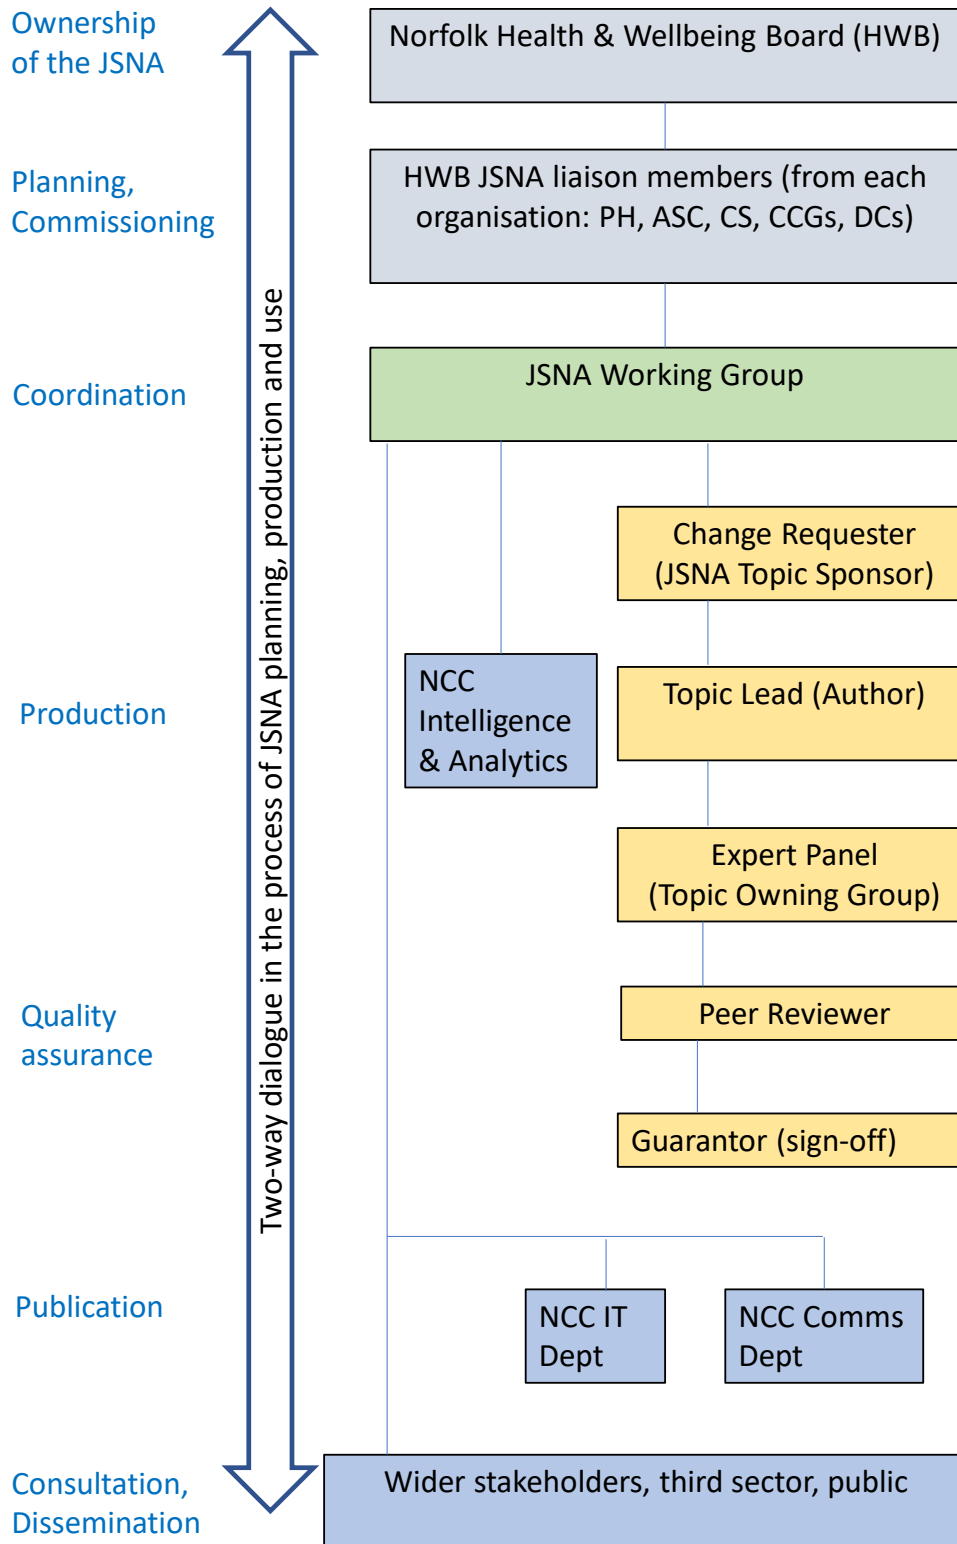 Ownership
of the JSNA
Norfolk Health & Wellbeing Board (HWB)
Planning,
Commissioning
HWB JSNA liaison members (from each
organisation: PH, ASC, CS, CCGs, DCs)
Two-way dialogue in the process of JSNA planning, production and use
Coordination
JSNA Working Group
Change Requester
(JSNA Topic Sponsor)
Production
NCC
Intelligence
& Analytics
Topic Lead (Author)
Expert Panel
(Topic Owning Group)
Quality
assurance
Peer Reviewer
Guarantor (sign-off)
Publication
NCC IT
Dept
NCC Comms
Dept
Consultation,
Dissemination
Wider stakeholders, third sector, public